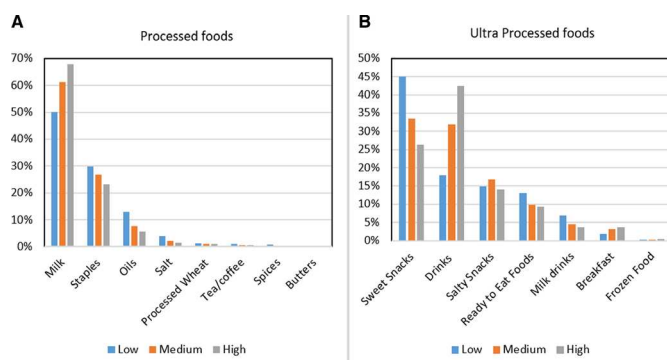 A
Processed foods
70%
60%
50%
40%
30%
20%
10%
0%
Milk
Staples
Oils
Salt
Processed Wheat
Tea/coffee
Spices
Butters
Low Medium High
B
Ultra Processed foods
50%
45%
40%
35%
30%
25%
20%
15%
10%
5%
0%
Sweet Snacks
Drinks
Salty Snacks
Ready to Eat Foods
Milk drinks
Breakfast
Frozen Food
Low Medium High